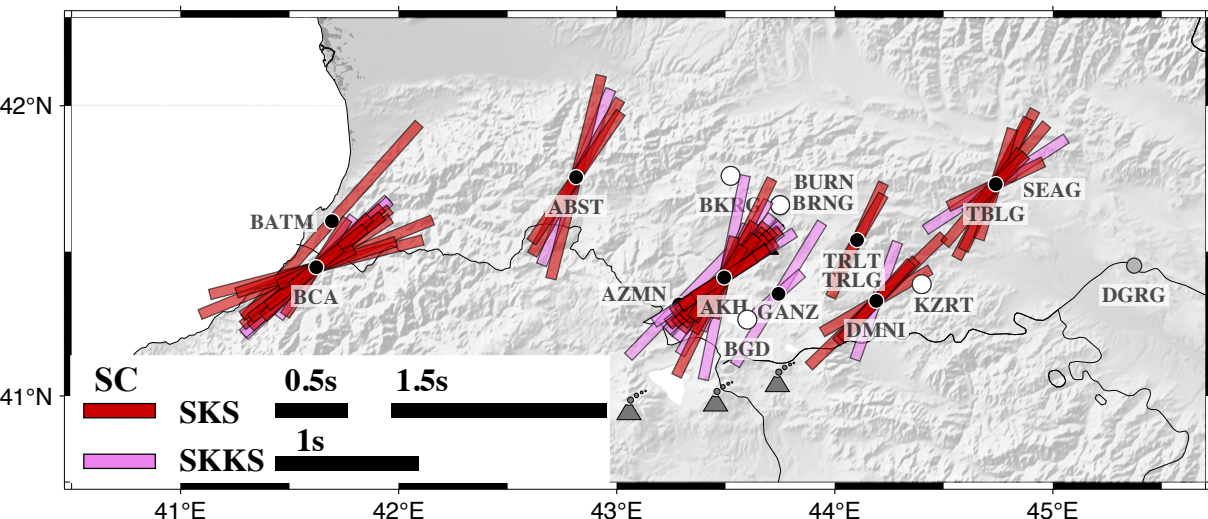 42°N
41°N
BATM
BCA
ABST
AZMN
BKRG
BURN
BRNG
AKH
GANZ
BGD
TRLT
TRLG
DMNI
KZRT
TBLG
SEAG
DGRG
SC
0.5s
1.5s
SKS
1s
SKKS
41°E
42°E
43°E
44°E
45°E